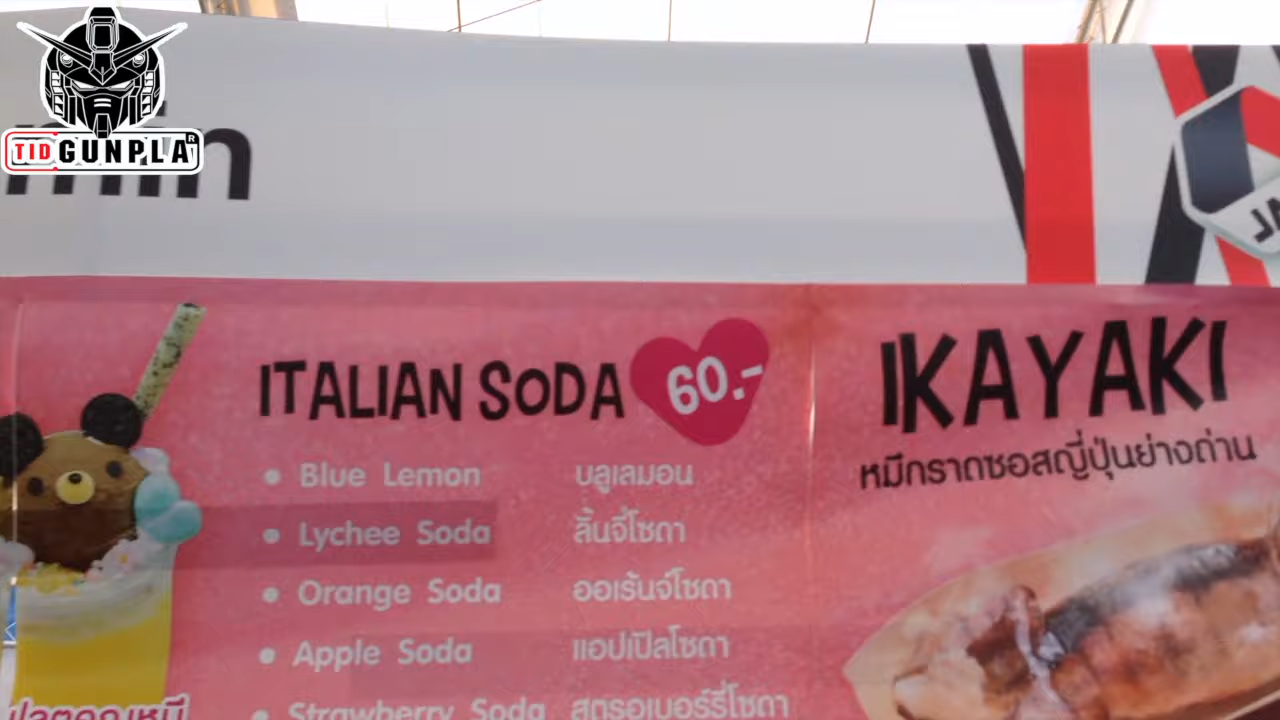 TID GUNPLA
ITALIAN SODA 60.-
• Blue Lemon บลูเลมอน
• Lychee Soda ลิ้นจี่โซดา
• Orange Soda ออเร้นจ์โซดา
• Apple Soda แอปเปิลโซดา
• Strawberry Soda สตรอเบอร์รี่โซดา
IKAYAKI
หมึกราดซอสญี่ปุ่นย่างถ่าน